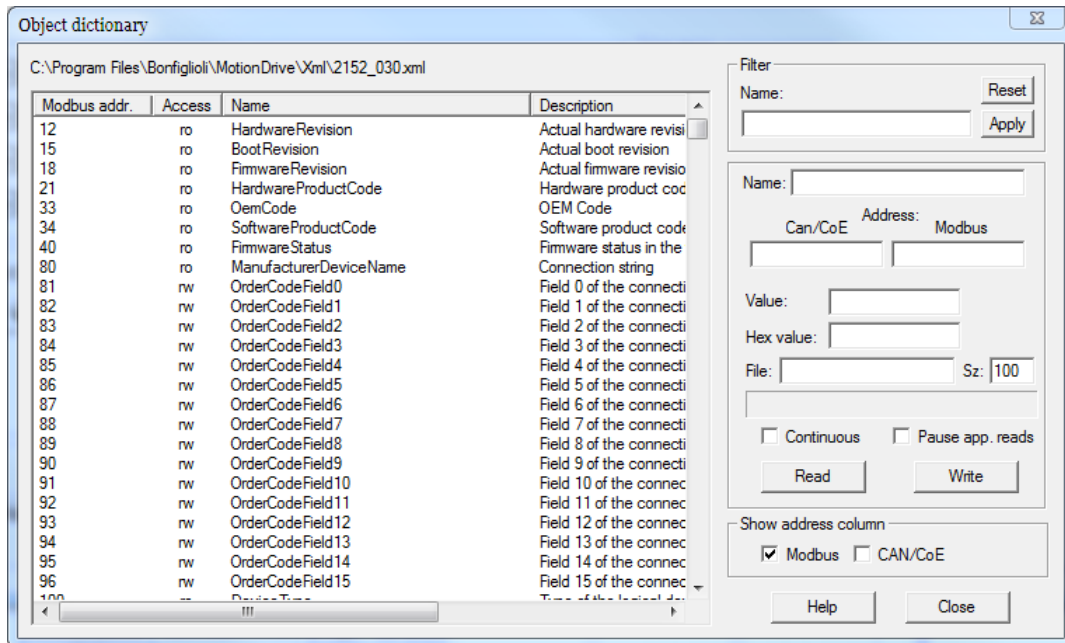 Object dictionary
C:\Program Files\Bonfiglioli\MotionDrive\Xml\2152_030.xml
Modbus addr. Access Name Description
12 ro HardwareRevision Actual hardware revisi
15 ro BootRevision Actual boot revision
18 ro FirmwareRevision Actual firmware revisio
21 ro HardwareProductCode Hardware product cod
33 ro OemCode OEM Code
34 ro SoftwareProductCode Software product code
40 ro FirmwareStatus Firmware status in the
80 ro ManufacturerDeviceName Connection string
81 rw OrderCodeField0 Field 0 of the connecti
82 rw OrderCodeField1 Field 1 of the connecti
83 rw OrderCodeField2 Field 2 of the connecti
84 rw OrderCodeField3 Field 3 of the connecti
85 rw OrderCodeField4 Field 4 of the connecti
86 rw OrderCodeField5 Field 5 of the connecti
87 rw OrderCodeField6 Field 6 of the connecti
88 rw OrderCodeField7 Field 7 of the connecti
89 rw OrderCodeField8 Field 8 of the connecti
90 rw OrderCodeField9 Field 9 of the connecti
91 rw OrderCodeField10 Field 10 of the connec
92 rw OrderCodeField11 Field 11 of the connec
93 rw OrderCodeField12 Field 12 of the connec
94 rw OrderCodeField13 Field 13 of the connec
95 rw OrderCodeField14 Field 14 of the connec
96 rw OrderCodeField15 Field 15 of the connec
100 DeviceType Type of the logical de
Filter
Name:
Reset
Apply
Name:
Address:
Can/CoE Modbus
Value:
Hex value:
File: Sz: 100
Continuous Pause app. reads
Read Write
Show address column
Modbus CAN/CoE
Help Close